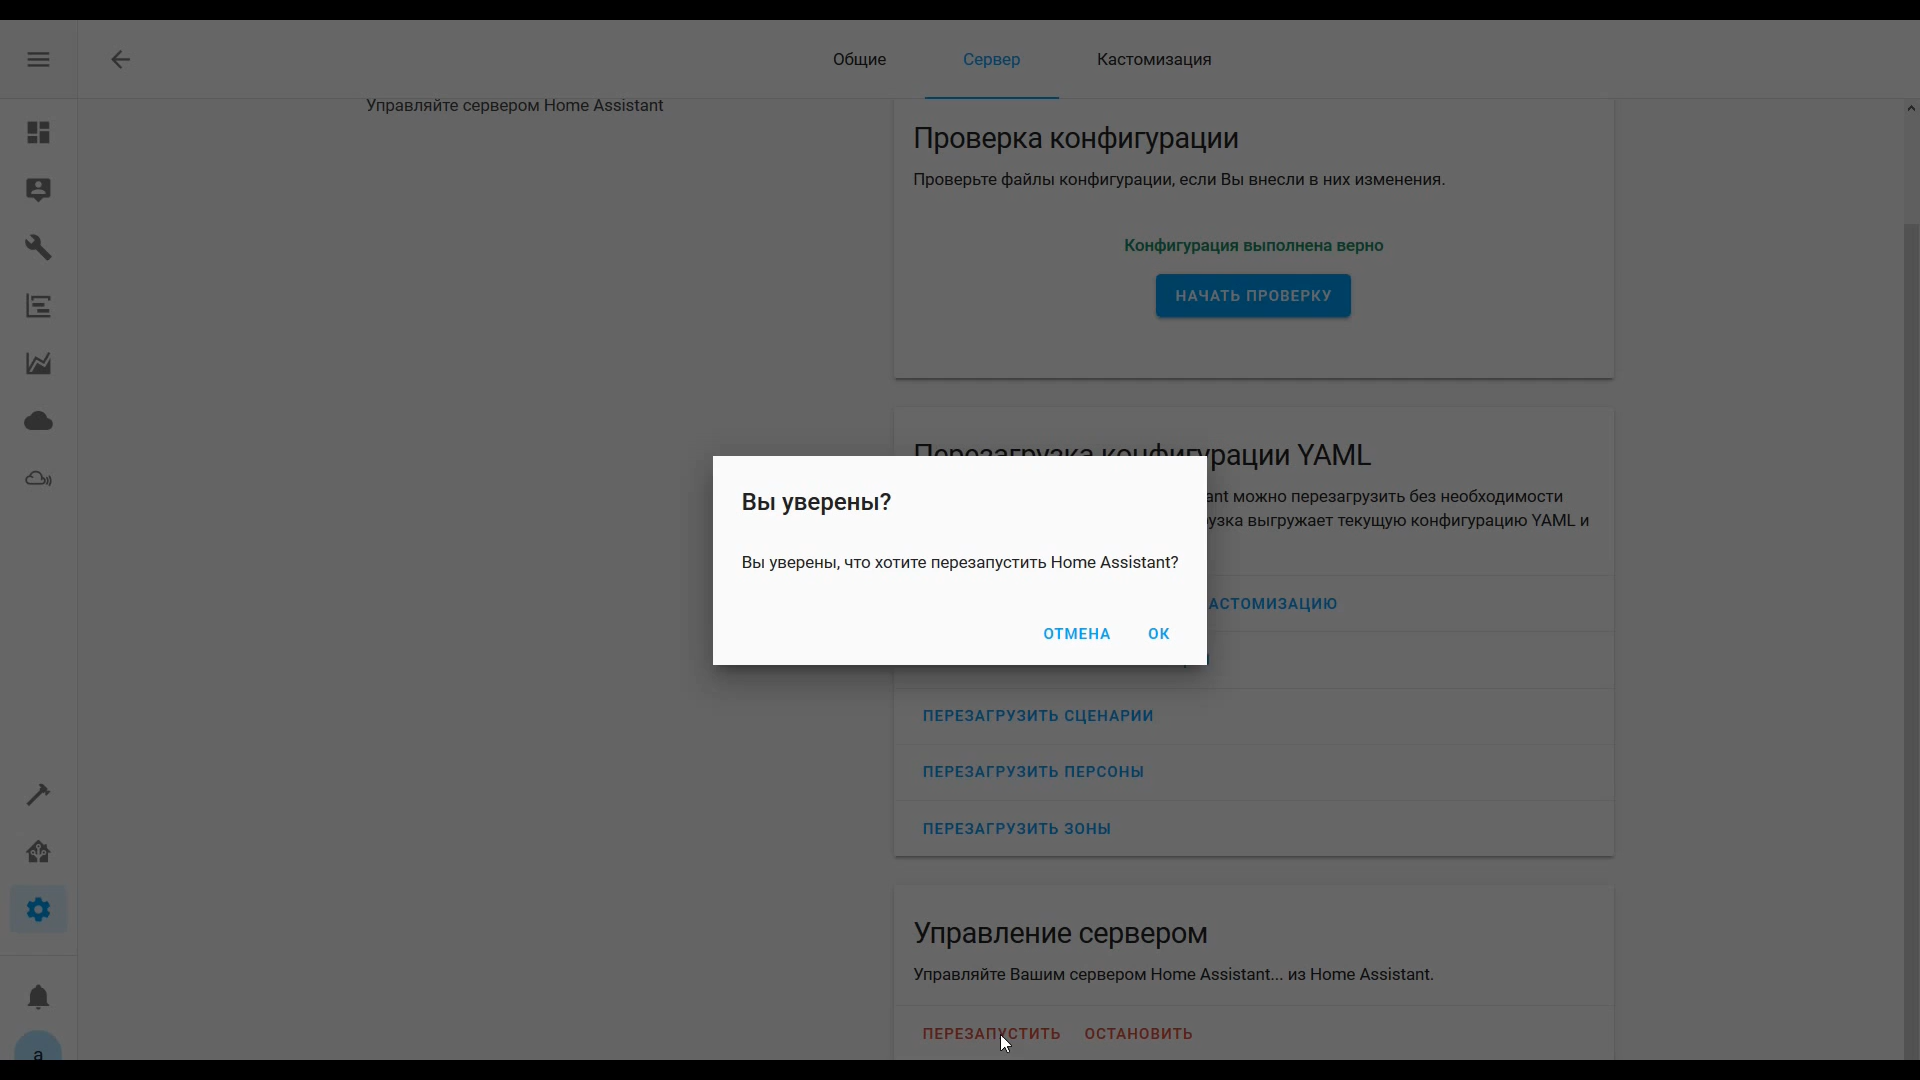 Общие
Сервер
Кастомизация
Управляйте сервером Home Assistant
Проверка конфигурации
Проверьте файлы конфигурации, если Вы внесли в них изменения.
Конфигурация выполнена верно
НАЧАТЬ ПРОВЕРКУ
Перезагрузка конфигурации YAML
ant можно перезагрузить без необходимости
узка выгружает текущую конфигурацию YAML и
Вы уверены?
Вы уверены, что хотите перезапустить Home Assistant?
ОТМЕНА
ОК
АСТОМИЗАЦИЮ
ПЕРЕЗАГРУЗИТЬ СЦЕНАРИИ
ПЕРЕЗАГРУЗИТЬ ПЕРСОНЫ
ПЕРЕЗАГРУЗИТЬ ЗОНЫ
Управление сервером
Управляйте Вашим сервером Home Assistant... из Home Assistant.
ПЕРЕЗАПУСТИТЬ
ОСТАНОВИТЬ
a